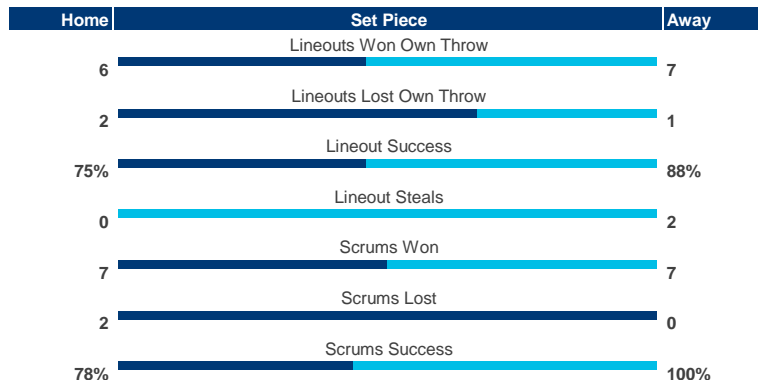 Home Set Piece Away
Lineouts Won Own Throw
6 7
Lineouts Lost Own Throw
2 1
Lineout Success
75% 88%
Lineout Steals
0 2
Scrums Won
7 7
Scrums Lost
2 0
Scrums Success
78% 100%